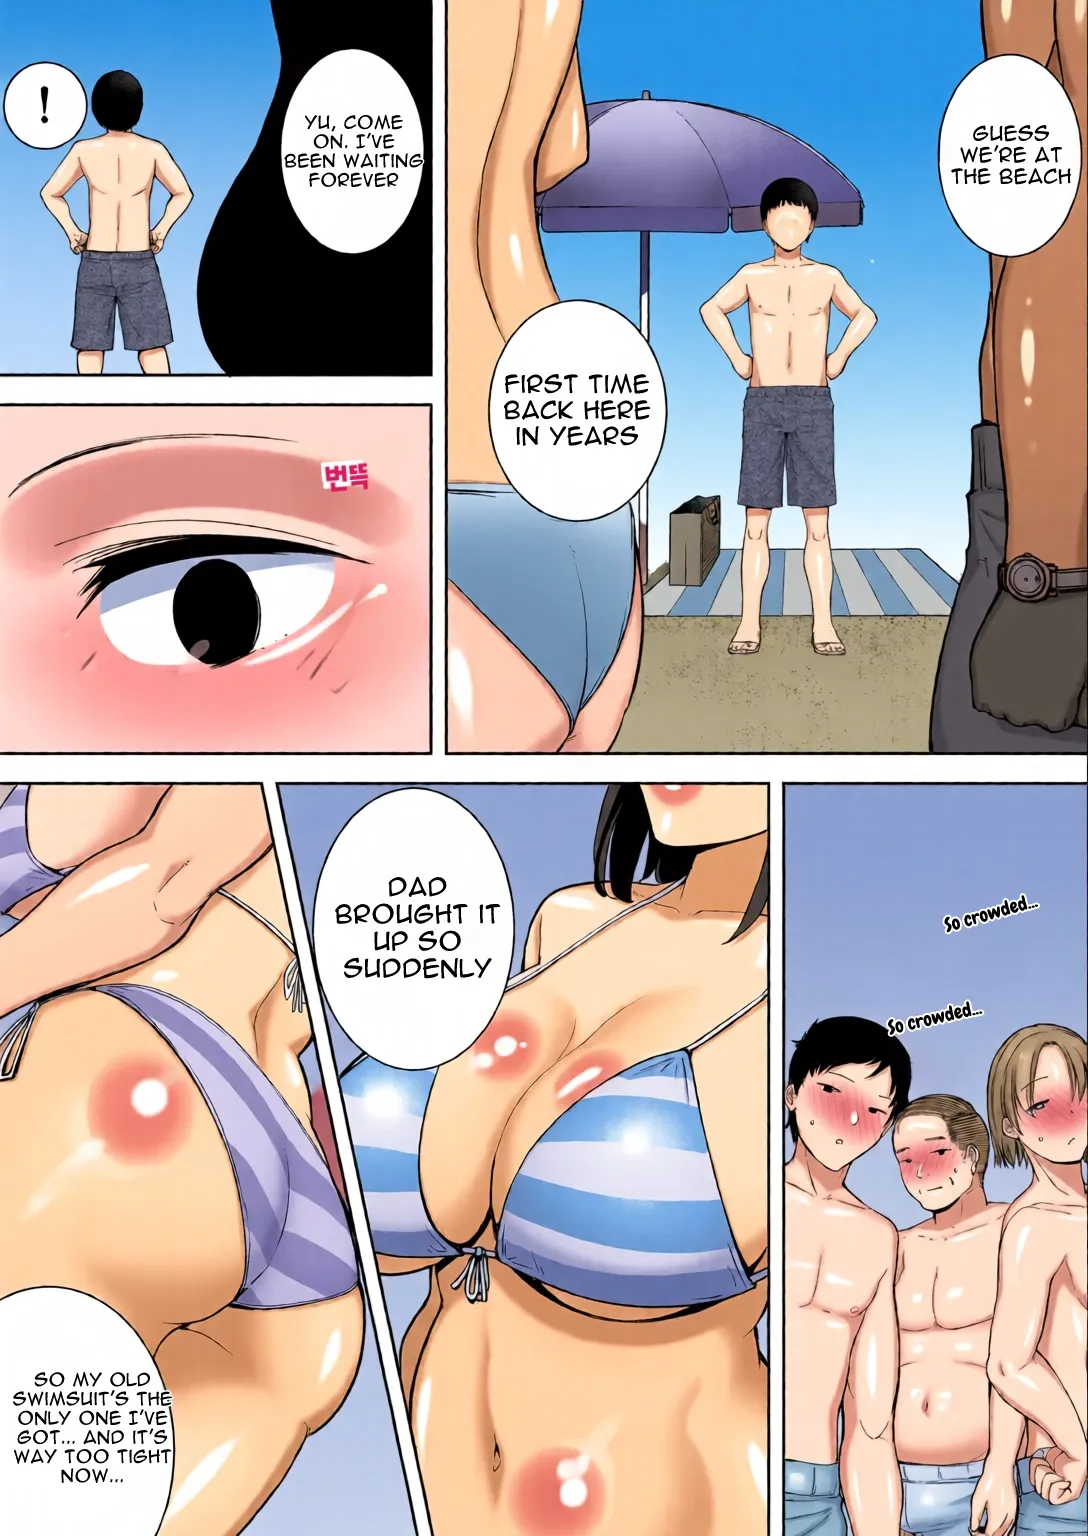 !
YU, COME
ON. I'VE
BEEN WAITING
FOREVER
GUESS
WE'RE AT
THE BEACH
FIRST TIME
BACK HERE
IN YEARS
번뜩
DAD
BROUGHT IT
UP SO
SUDDENLY
So crowded...
So crowded...
SO MY OLD
SWIMSUIT'S THE
ONLY ONE I'VE
GOT... AND IT'S
WAY TOO TIGHT
NOW...